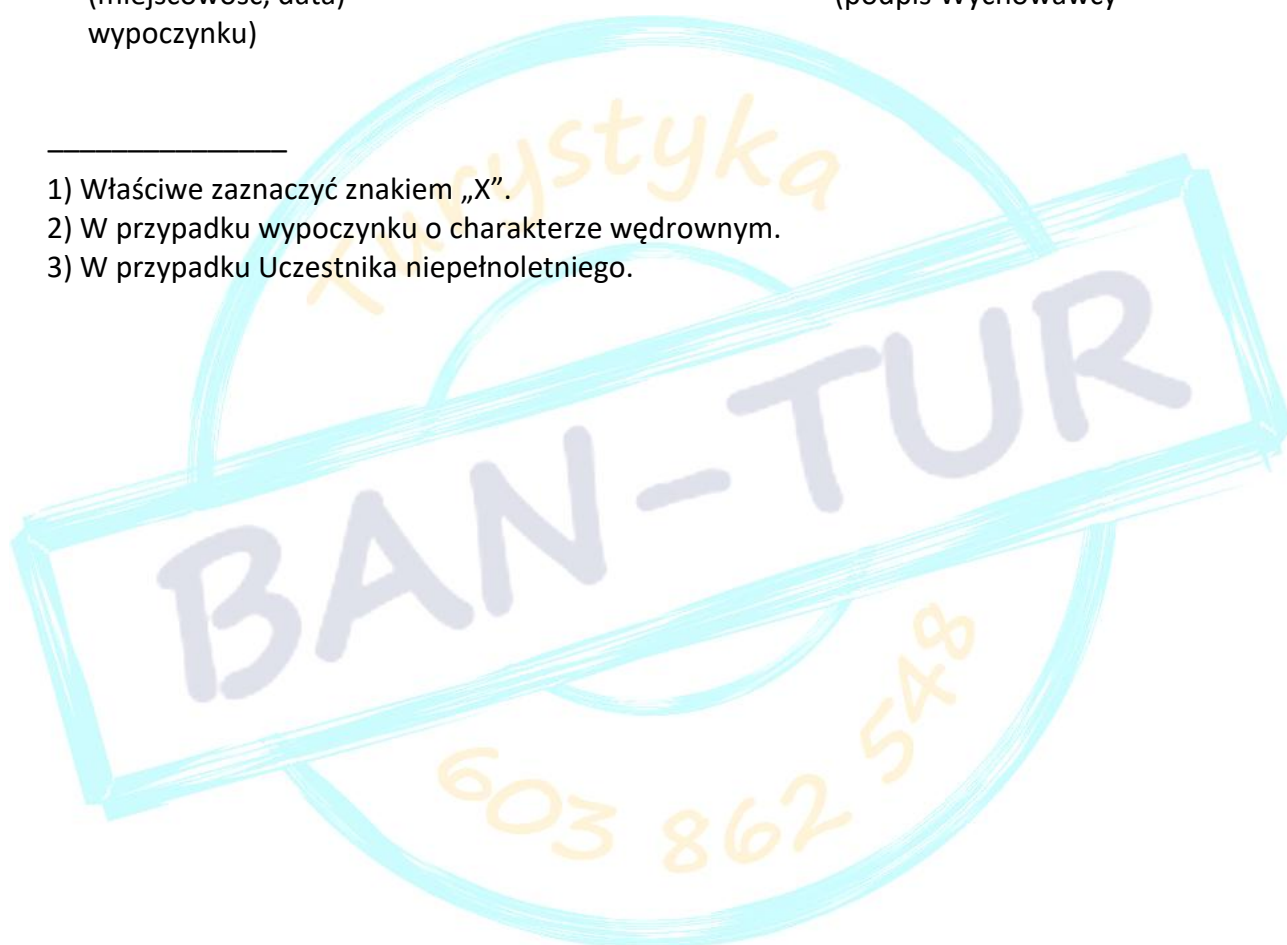 (miejscowość, data) (podpis Wychowawcy
wypoczynku)
_______________
1) Właściwe zaznaczyć znakiem „X”.
2) W przypadku wypoczynku o charakterze wędrownym.
3) W przypadku Uczestnika niepełnoletniego.
Turystyka
BAN-TUR
603 862 548